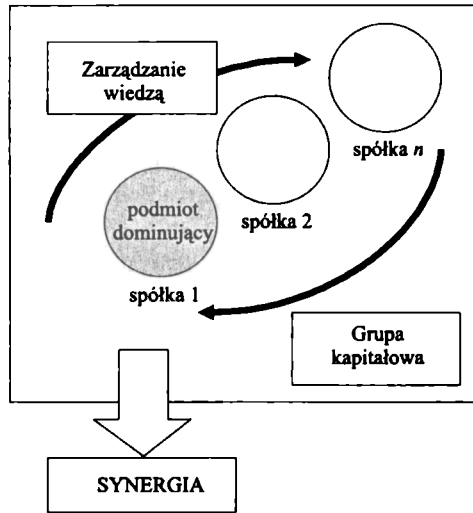 Zarządzanie
wiedzą
spółka n
podmiot
dominujący
spółka 2
spółka 1
Grupa
kapitałowa
SYNERGIA